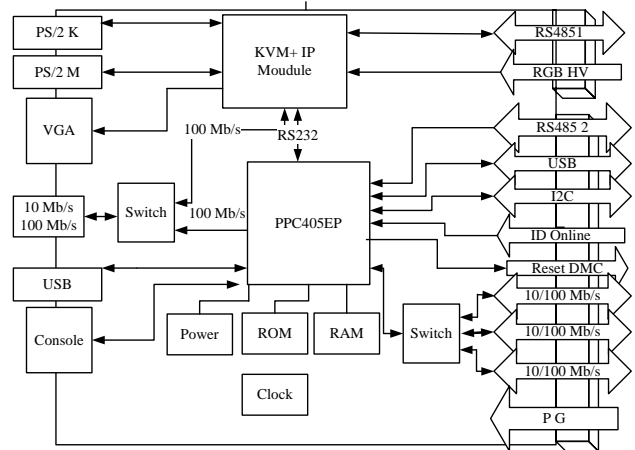 PS/2 K
PS/2 M
VGA
10 Mb/s
100 Mb/s
USB
Console
KVM+ IP
Moudule
100 Mb/s
RS232
Switch
100 Mb/s
PPC405EP
Power
ROM
RAM
Clock
Switch
RS4851
RGB HV
RS485 2
USB
I2C
ID Online
Reset DMC
10/100 Mb/s
10/100 Mb/s
10/100 Mb/s
P G